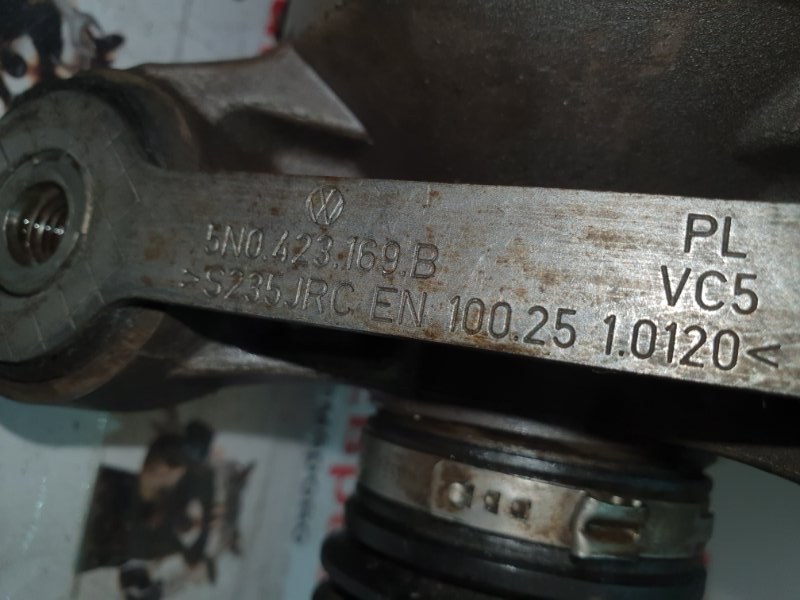 5N0.423.169.B
PL
VC5
>S235JRC EN 100.25 1.0120<